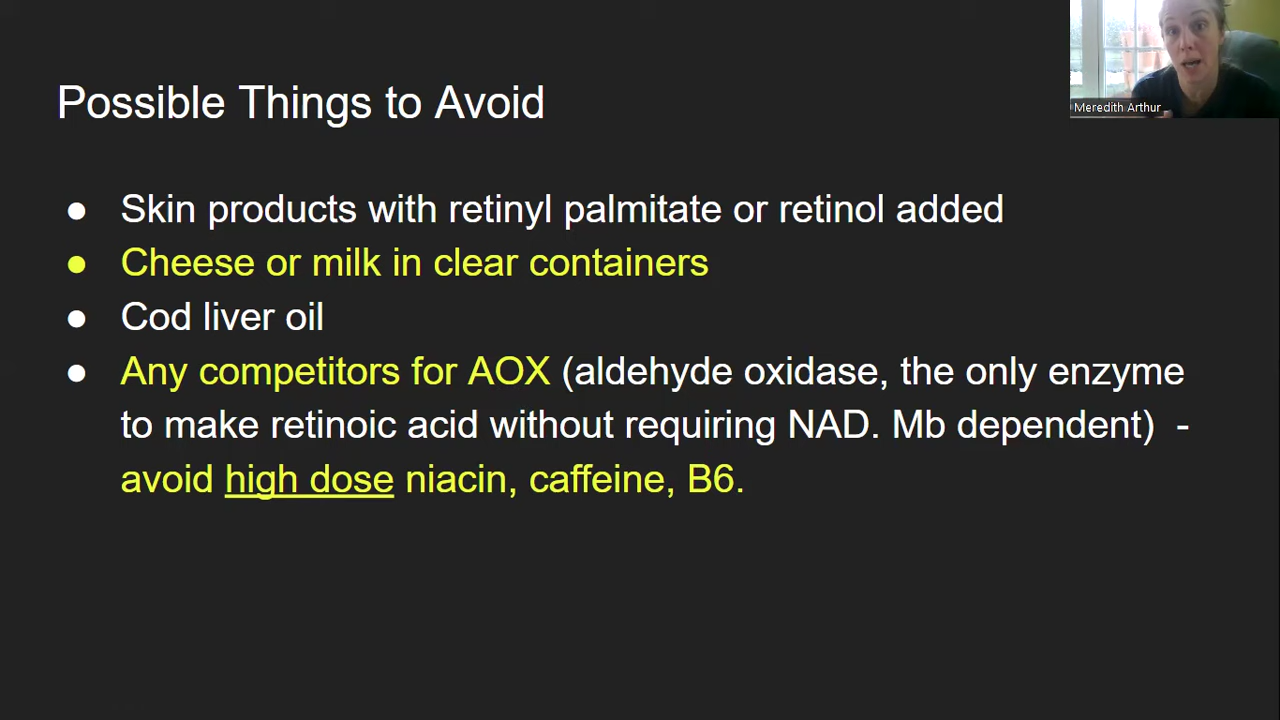 Meredith Arthur
Possible Things to Avoid
● Skin products with retinyl palmitate or retinol added
● Cheese or milk in clear containers
● Cod liver oil
● Any competitors for AOX (aldehyde oxidase, the only enzyme
to make retinoic acid without requiring NAD. Mb dependent) -
avoid high dose niacin, caffeine, B6.